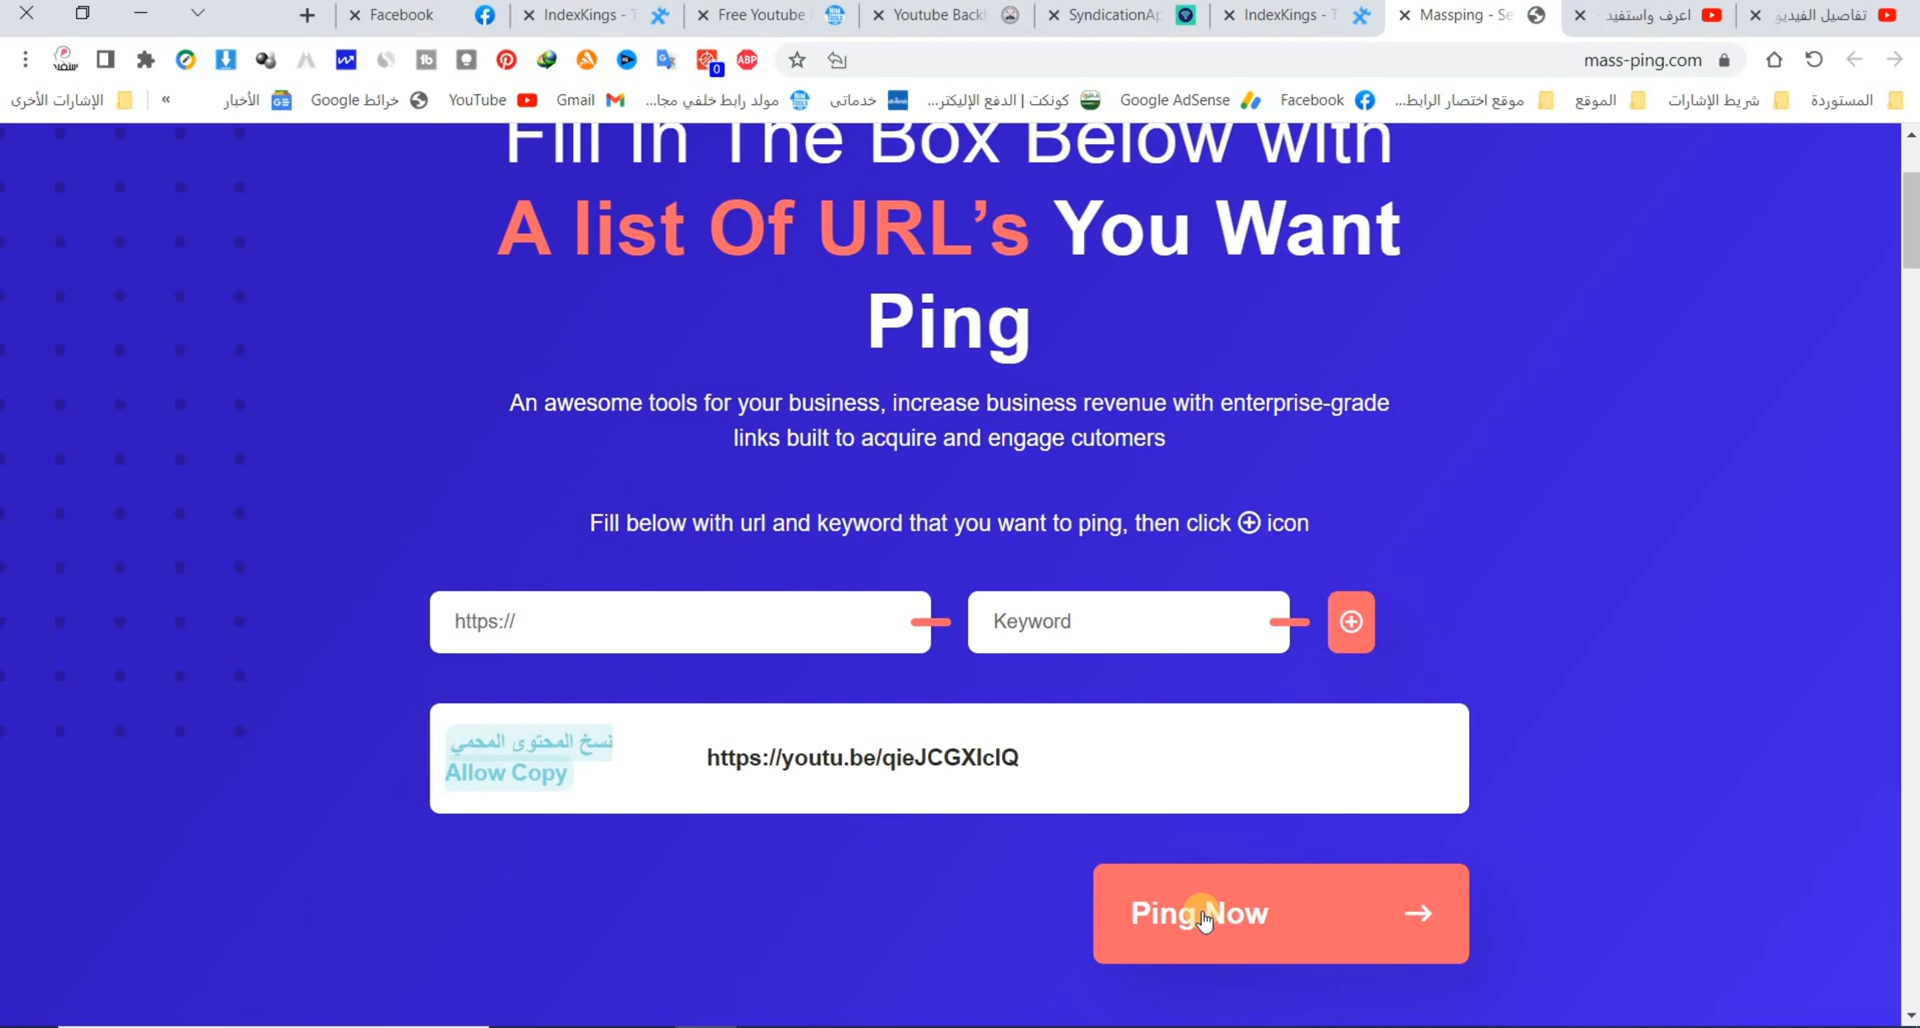 Facebook
IndexKings - T
Free Youtube
Youtube Back
SyndicationAp
IndexKings - T
Massping - Se
اعرف واستفيد
تفاصيل الفيديو
mass-ping.com
ABP
0
الإشارات الأخرى
»
الأخبار
خرائط Google
YouTube
Gmail
مولد رابط خلفي مجا...
خدماتى
كونكت | الدفع الإليكتر...
Google AdSense
Facebook
موقع اختصار الرابط...
الموقع
شريط الإشارات
المستوردة
Fill In The Box Below with
A list Of URL’s You Want
Ping
An awesome tools for your business, increase business revenue with enterprise-grade
links built to acquire and engage cutomers
Fill below with url and keyword that you want to ping, then click icon
https://
Keyword
نسخ المحتوى المحمي
Allow Copy
https://youtu.be/qieJCGXIcIQ
Ping Now